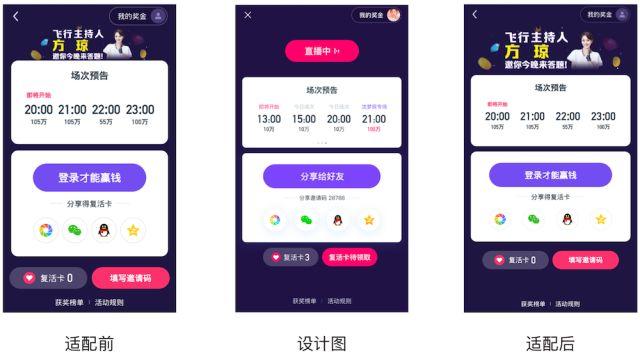 我的奖金
飞行主持人
方琼
邀你今晚来答题!
场次预告
即将开始
20:00 21:00 22:00 23:00
105万 105万 55万 100万
登录才能赢钱
分享得复活卡
复活卡 0
填写邀请码
获奖榜单 | 活动规则
适配前
我的奖金
直播中
场次预告
即将开始 今日场次 今日场次
13:00 15:00 20:00 21:00
10万 10万 10万 100万
分享给好友
分享邀请码 28788
复活卡 3
复活卡待领取
获奖榜单 | 活动规则
设计图
我的奖金
飞行主持人
方琼
邀你今晚来答题!
场次预告
即将开始
20:00 21:00 22:00 23:00
105万 105万 55万 100万
登录才能赢钱
分享得复活卡
复活卡 0
填写邀请码
获奖榜单 | 活动规则
适配后